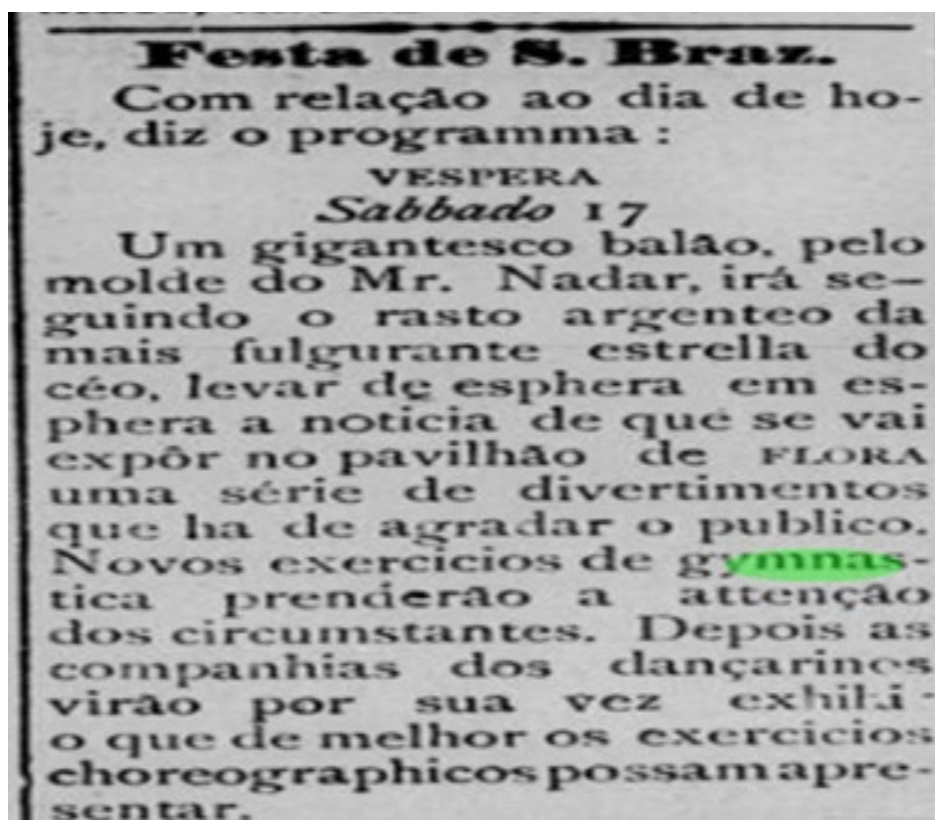 Festa de S. Braz.
Com relação ao dia de ho-
je, diz o programma :
VESPERA
Sabbado 17
Um gigantesco balão, pelo
molde do Mr. Nadar, irá se-
guindo o rasto argenteo da
mais fulgurante estrella do
céo, levar de esphera em es-
phera a noticia de que se vai
expôr no pavilhão de FLORA
uma série de divertimentos
que ha de agradar o publico.
Novos exercicios de gymnas-
tica prenderão a attenção
dos circumstantes. Depois as
companhias dos dançarinos
virão por sua vez
o que de melhor os exercicios
choreographicos possam apre-
sentar.